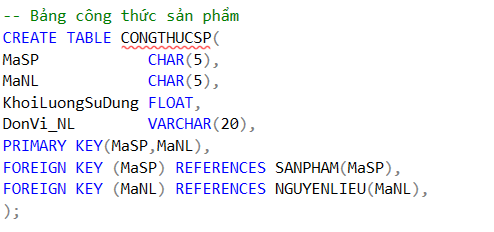 -- Bảng công thức sản phẩm
CREATE TABLE CONGTHUCSP(
MaSP CHAR(5),
MaNL CHAR(5),
KhoiLuongSuDung FLOAT,
DonVi_NL VARCHAR(20),
PRIMARY KEY(MaSP,MaNL),
FOREIGN KEY (MaSP) REFERENCES SANPHAM(MaSP),
FOREIGN KEY (MaNL) REFERENCES NGUYENLIEU(MaNL),
);